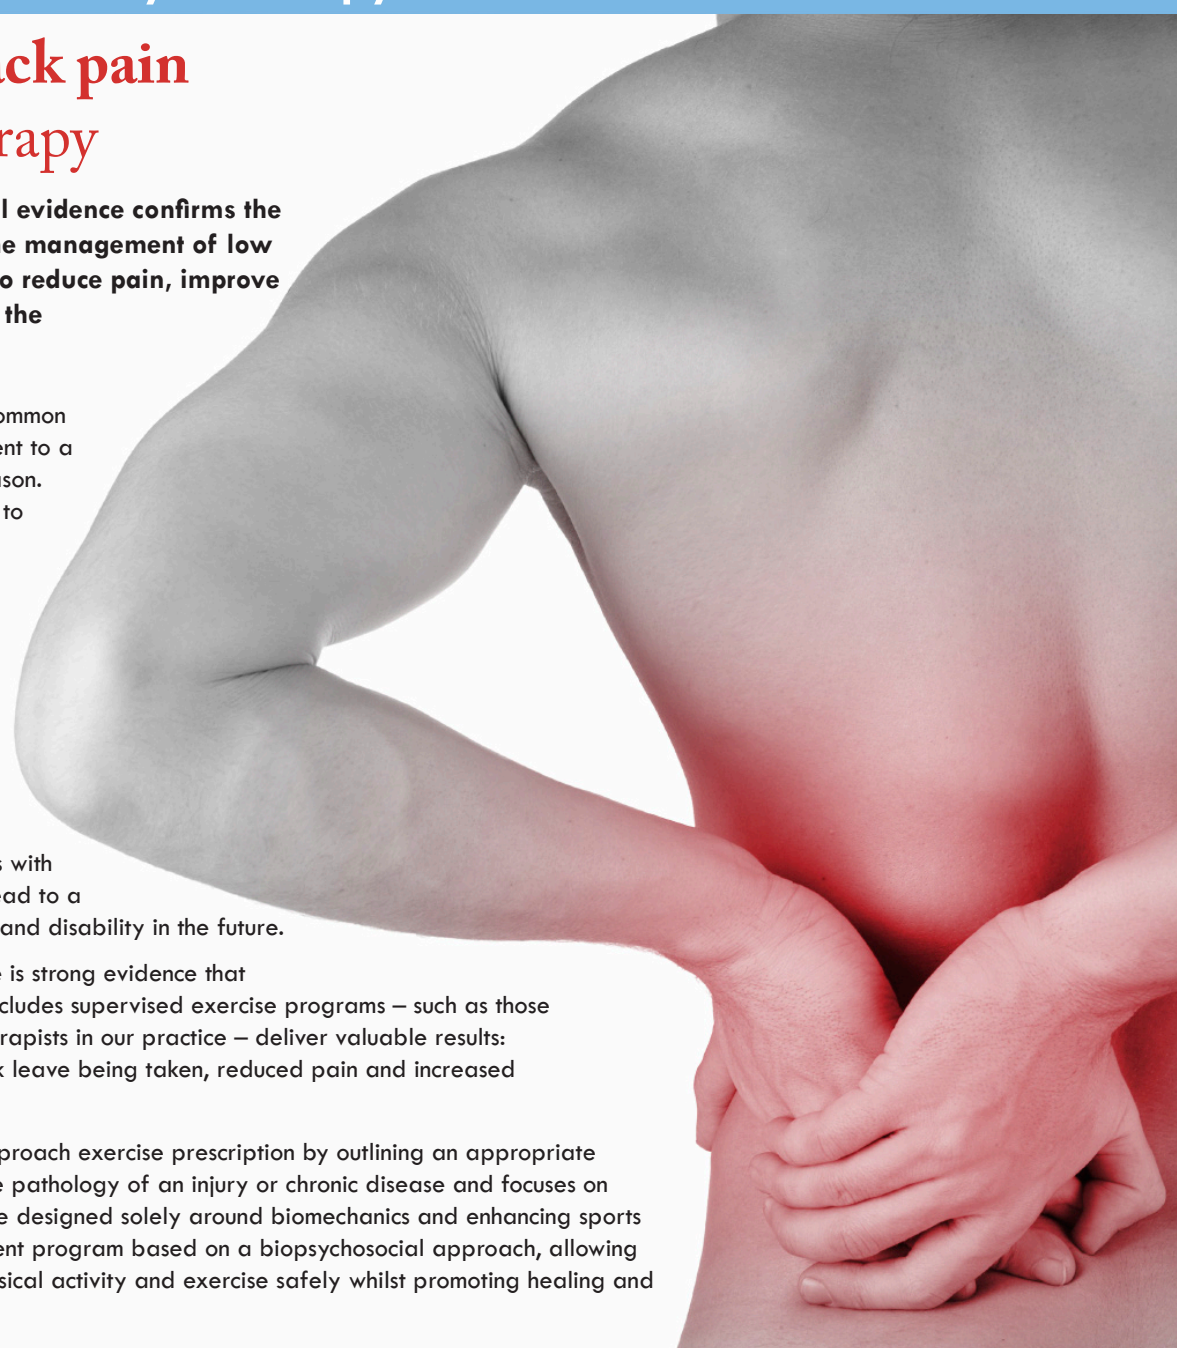 ack pain
rapy
l evidence confirms the
e management of low
o reduce pain, improve
the
ommon
ent to a
ason.
to
s with
ead to a
and disability in the future.
e is strong evidence that
cludes supervised exercise programs – such as those
rapists in our practice – deliver valuable results:
k leave being taken, reduced pain and increased
proach exercise prescription by outlining an appropriate
e pathology of an injury or chronic disease and focuses on
e designed solely around biomechanics and enhancing sports
ent program based on a biopsychosocial approach, allowing
sical activity and exercise safely whilst promoting healing and